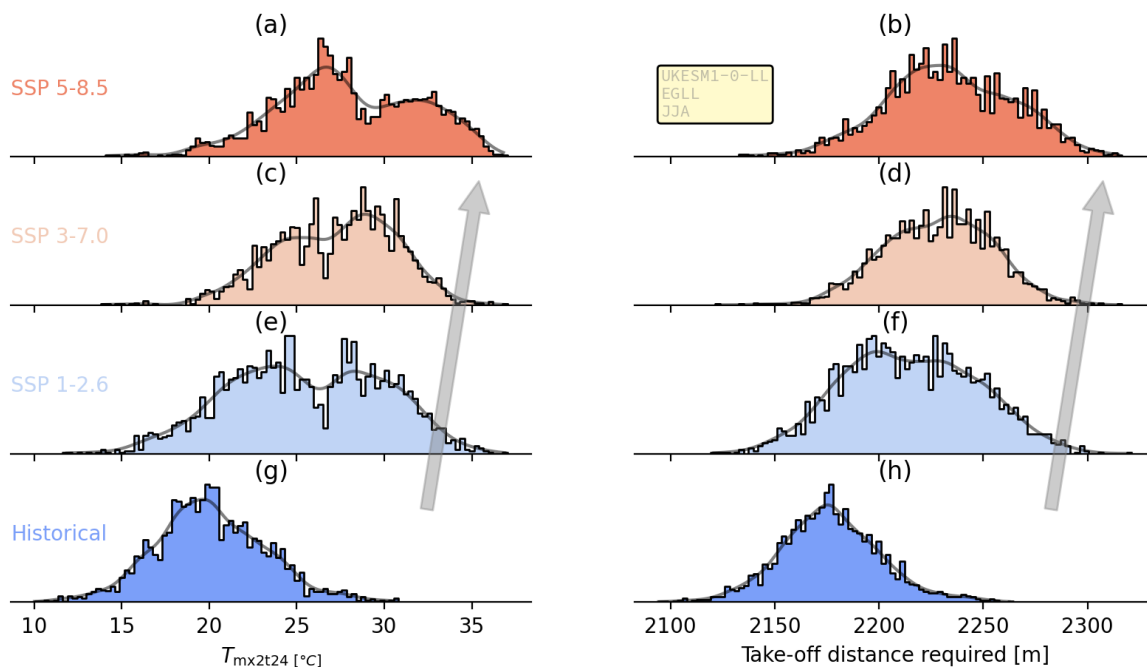 (a)
(b)
SSP 5-8.5
UKESM1-0-LL
EGLL
JJA
(c)
(d)
SSP 3-7.0
(e)
(f)
SSP 1-2.6
(g)
(h)
Historical
10 15 20 25 30 35
2100 2150 2200 2250 2300
Tmx2t24 [°C]
Take-off distance required [m]